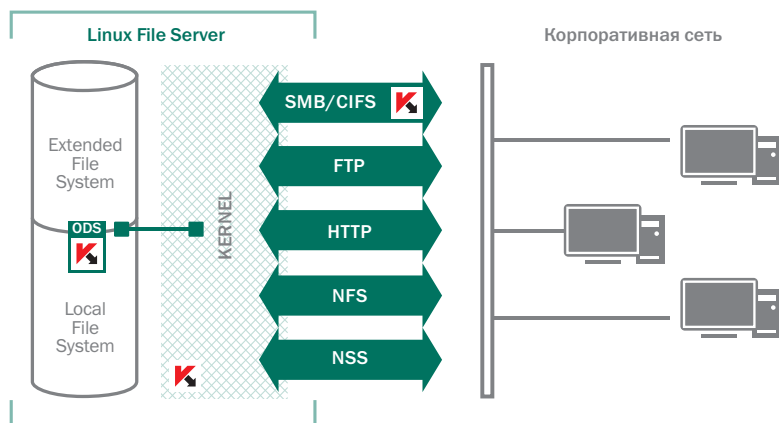 Linux File Server
Корпоративная сеть
Extended
File
System
ODS
Local
File
System
KERNEL
SMB/CIFS
FTP
HTTP
NFS
NSS